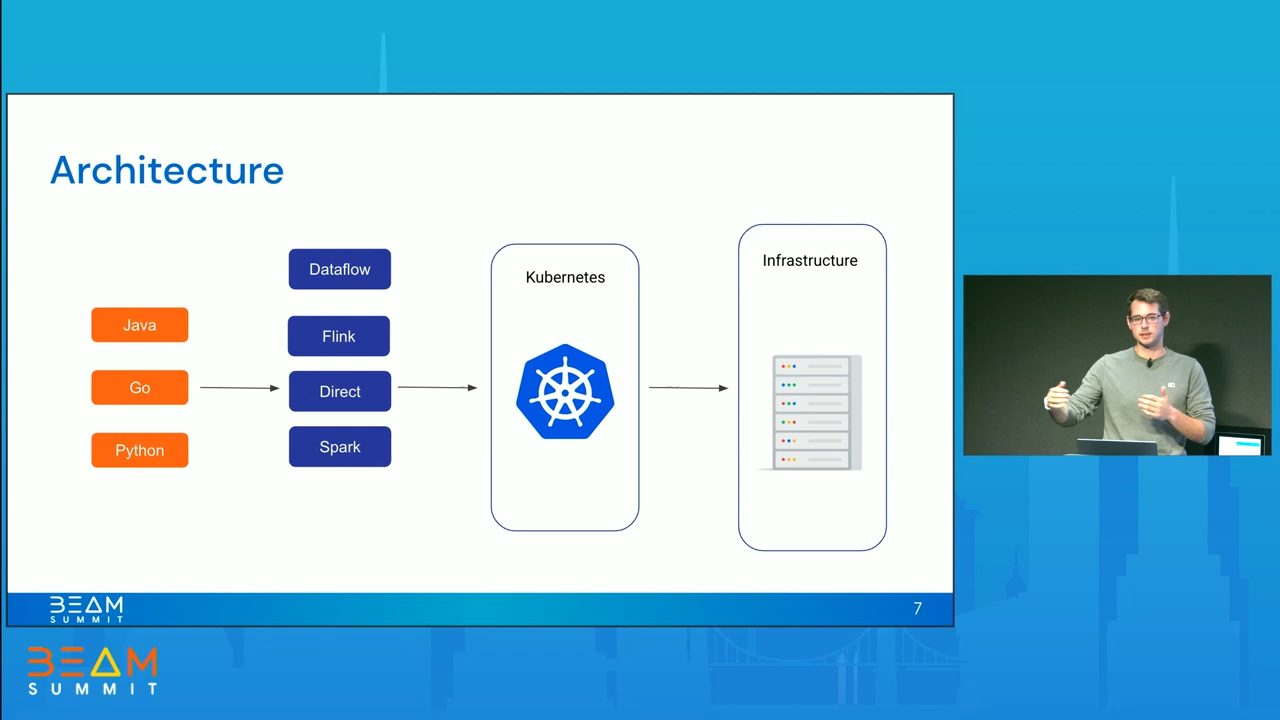 Architecture
Java
Go
Python
Dataflow
Flink
Direct
Spark
Kubernetes
Infrastructure
BEAM
SUMMIT
7
BEAM
SUMMIT